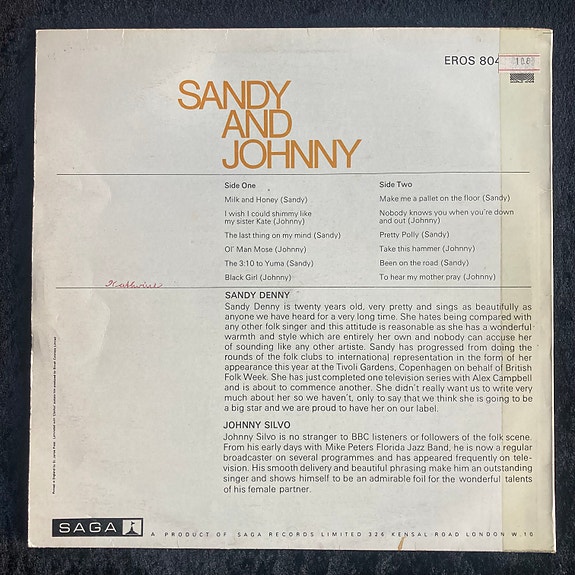 EROS 804
100
SANDY
AND
JOHNNY
Side One
Milk and Honey (Sandy)
I wish I could shimmy like
my sister Kate (Johnny)
The last thing on my mind (Sandy)
Ol' Man Mose (Johnny)
The 3:10 to Yuma (Sandy)
Black Girl (Johnny)
Side Two
Make me a pallet on the floor (Sandy)
Nobody knows you when you're down
and out (Johnny)
Pretty Polly (Sandy)
Take this hammer (Johnny)
Been on the road (Sandy)
To hear my mother pray (Johnny)
Katherine
SANDY DENNY
Sandy Denny is twenty years old, very pretty and sings as beautifully as
anyone we have heard for a very long time. She hates being compared with
any other folk singer and this attitude is reasonable as she has a wonderful
warmth and style which are entirely her own and nobody can accuse her
of sounding like any other artiste. Sandy has progressed from doing the
rounds of the folk clubs to international representation in the form of her
appearance this year at the Tivoli Gardens, Copenhagen on behalf of British
Folk Week. She has just completed one television series with Alex Campbell
and is about to commence another. She didn't really want us to write very
much about her so we haven't, only to say that we think she is going to be
a big star and we are proud to have her on our label.
JOHNNY SILVO
Johnny Silvo is no stranger to BBC listeners or followers of the folk scene.
From his early days with Mike Peters Florida Jazz Band, he is now a regular
broadcaster on several programmes and has appeared frequently on tele-
vision. His smooth delivery and beautiful phrasing make him an outstanding
singer and shows himself to be an admirable foil for the wonderful talents
of his female partner.
SAGA
A PRODUCT OF SAGA RECORDS LIMITED 326 KENSAL ROAD LONDON W.10